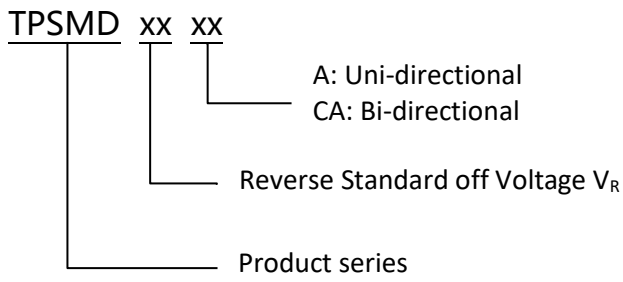 TPSMD xx xx
A: Uni-directional
CA: Bi-directional
Reverse Standard off Voltage VR
Product series